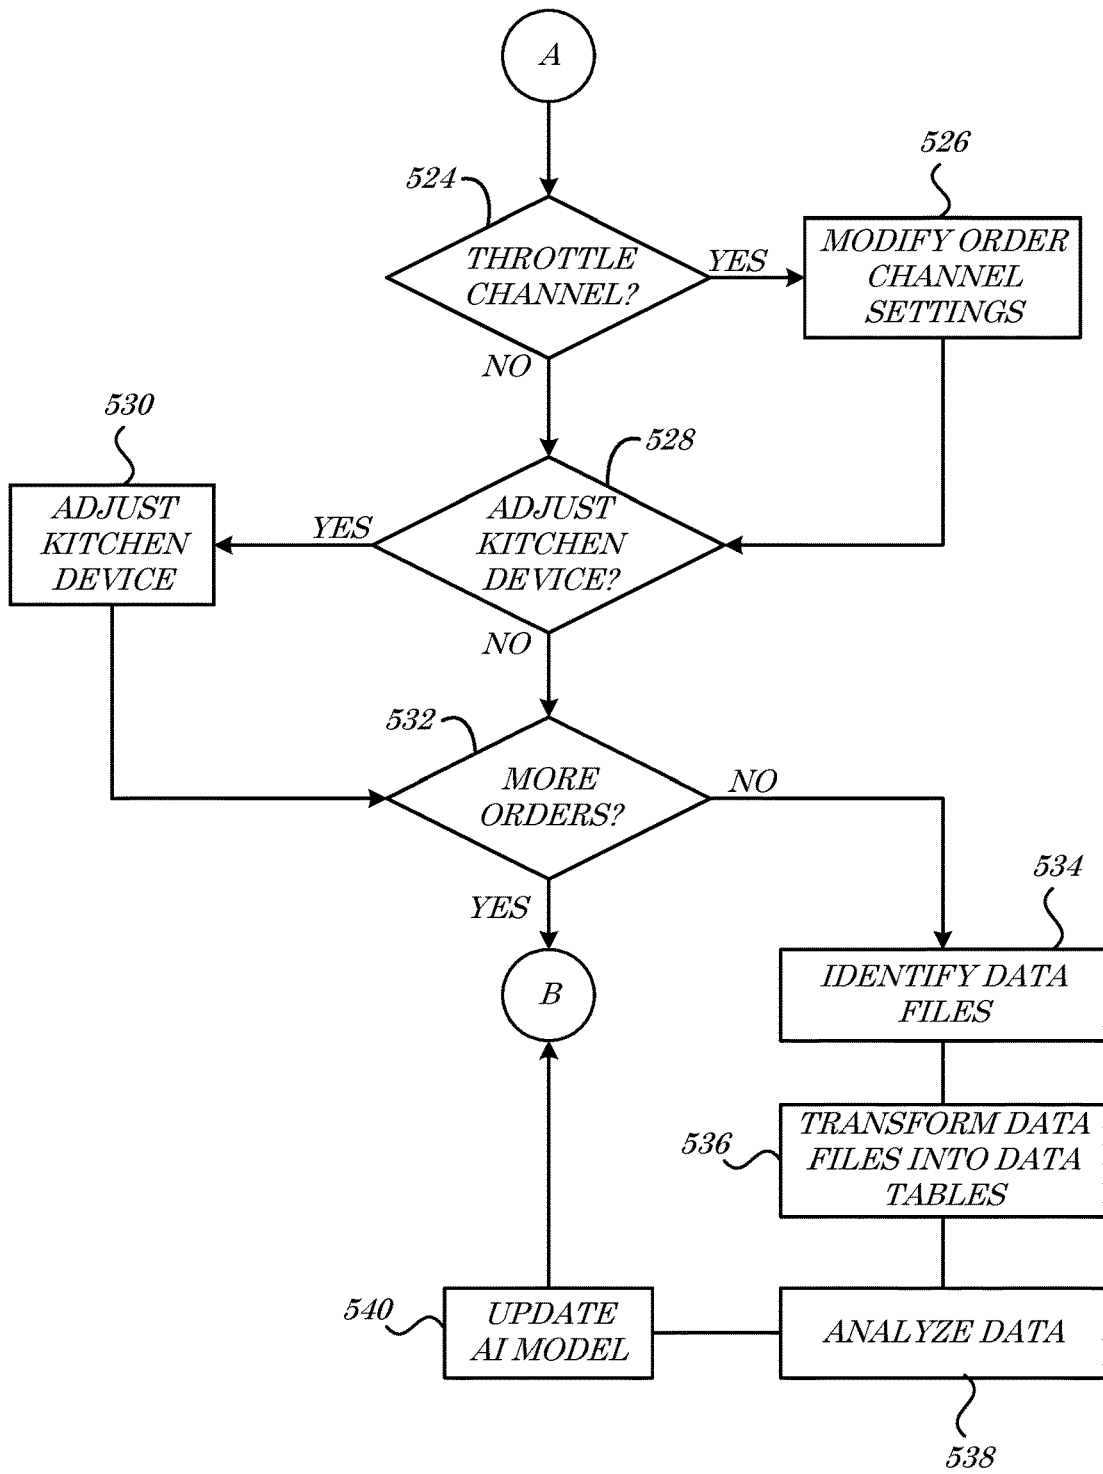 A
524
THROTTLE
CHANNEL?
YES
526
MODIFY ORDER
CHANNEL
SETTINGS
NO
530
ADJUST
KITCHEN
DEVICE
YES
528
ADJUST
KITCHEN
DEVICE?
NO
532
MORE
ORDERS?
NO
YES
B
534
IDENTIFY DATA
FILES
536
TRANSFORM DATA
FILES INTO DATA
TABLES
540
UPDATE
AI MODEL
ANALYZE DATA
538